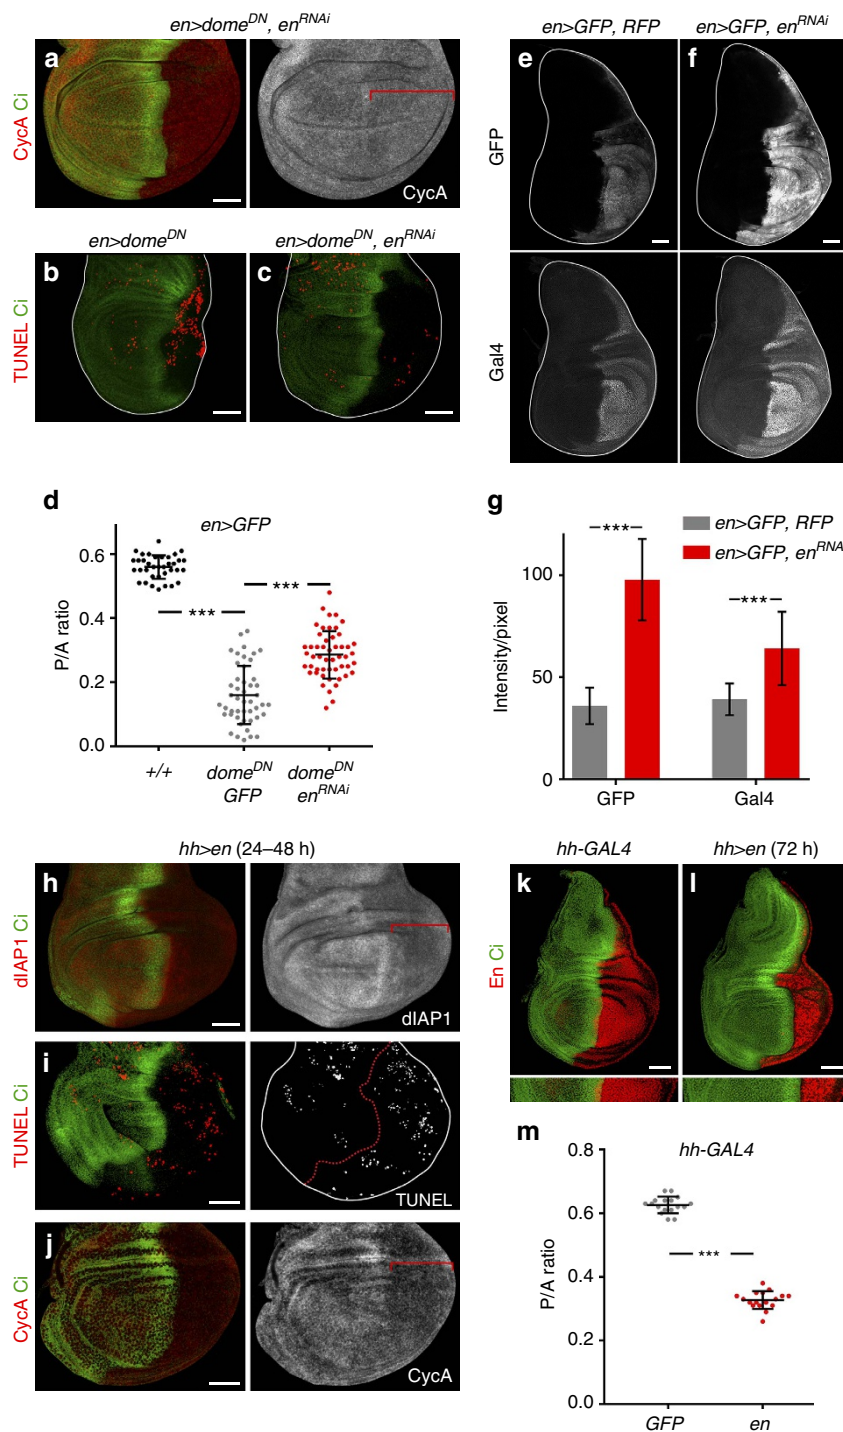 en>dome^DN, en^RNAi
a
CycA Ci
CycA
en>dome^DN
en>dome^DN, en^RNAi
b
c
TUNEL Ci
en>GFP, RFP
en>GFP, en^RNAi
e
f
GFP
Gal4
d
en>GFP
P/A ratio
0.6
0.4
0.2
0.0
***
***
+/+
dome^DN
GFP
dome^DN
en^RNAi
g
en>GFP, RFP
en>GFP, en^RNA
Intensity/pixel
100
50
0
***
***
GFP
Gal4
hh>en (24–48 h)
h
dIAP1 Ci
dIAP1
i
TUNEL Ci
TUNEL
j
CycA Ci
CycA
hh-GAL4
hh>en (72 h)
k
l
En Ci
m
hh-GAL4
P/A ratio
0.8
0.6
0.4
0.2
0.0
***
GFP
en